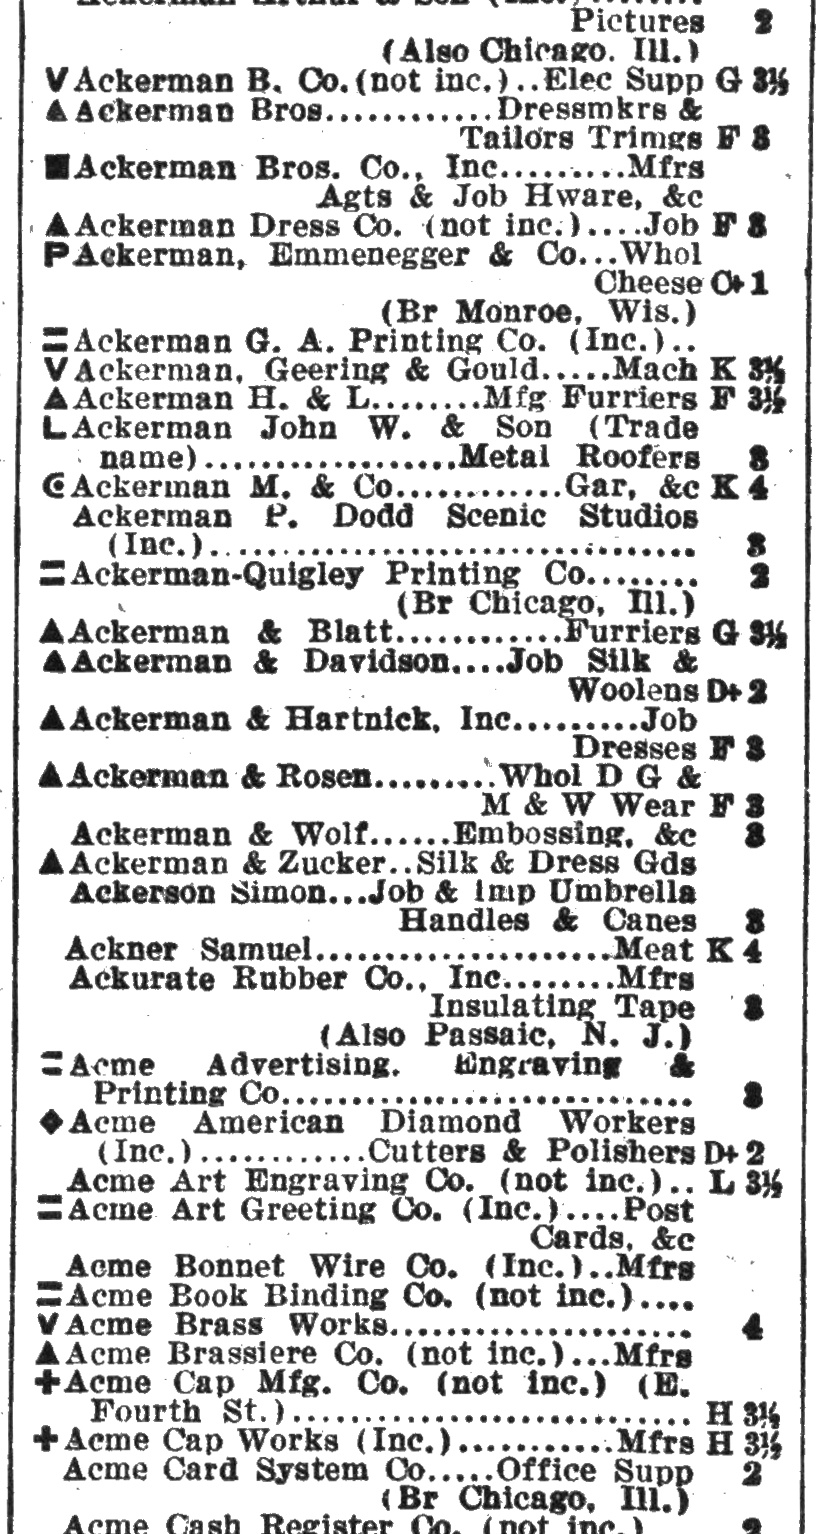 Ackerman Arthur & Son (Inc.)........
Pictures 2
(Also Chicago, Ill.)
V Ackerman B. Co. (not inc.)..Elec Supp G 3½
▲ Ackerman Bros............Dressmkrs &
Tailors Trimgs F 3
■ Ackerman Bros. Co., Inc.........Mfrs
Agts & Job Hware, &c
▲ Ackerman Dress Co. (not inc.)....Job F 3
P Ackerman, Emmenegger & Co...Whol
Cheese C+ 1
(Br Monroe, Wis.)
= Ackerman G. A. Printing Co. (Inc.)..
V Ackerman, Geering & Gould.....Mach K 3½
▲ Ackerman H. & L........Mfg Furriers F 3½
L Ackerman John W. & Son (Trade
name)..................Metal Roofers 3
Ackerman M. & Co............Gar, &c K 4
Ackerman P. Dodd Scenic Studios
(Inc.)................................... 3
= Ackerman-Quigley Printing Co........ 2
(Br Chicago, Ill.)
▲ Ackerman & Blatt............Furriers G 3½
▲ Ackerman & Davidson....Job Silk &
Woolens D+ 2
▲ Ackerman & Hartnick, Inc.........Job
Dresses F 3
▲ Ackerman & Rosen.........Whol D G &
M & W Wear F 3
Ackerman & Wolf......Embossing, &c 3
▲ Ackerman & Zucker..Silk & Dress Gds
Ackerson Simon...Job & Imp Umbrella
Handles & Canes 3
Ackner Samuel......................Meat K 4
Ackurate Rubber Co., Inc........Mfrs
Insulating Tape 3
(Also Passaic, N. J.)
= Acme Advertising, Engraving &
Printing Co.............................. 3
◆ Acme American Diamond Workers
(Inc.)............Cutters & Polishers D+ 2
Acme Art Engraving Co. (not inc.).. L 3½
= Acme Art Greeting Co. (Inc.)....Post
Cards, &c
Acme Bonnet Wire Co. (Inc.)..Mfrs
= Acme Book Binding Co. (not inc.)....
V Acme Brass Works...................... 4
▲ Acme Brassiere Co. (not inc.)...Mfrs
+ Acme Cap Mfg. Co. (not inc.) (E.
Fourth St.)............................. H 3½
+ Acme Cap Works (Inc.)...........Mfrs H 3½
Acme Card System Co.....Office Supp 2
(Br Chicago, Ill.)
Acme Cash Register Co. (not inc.) 2